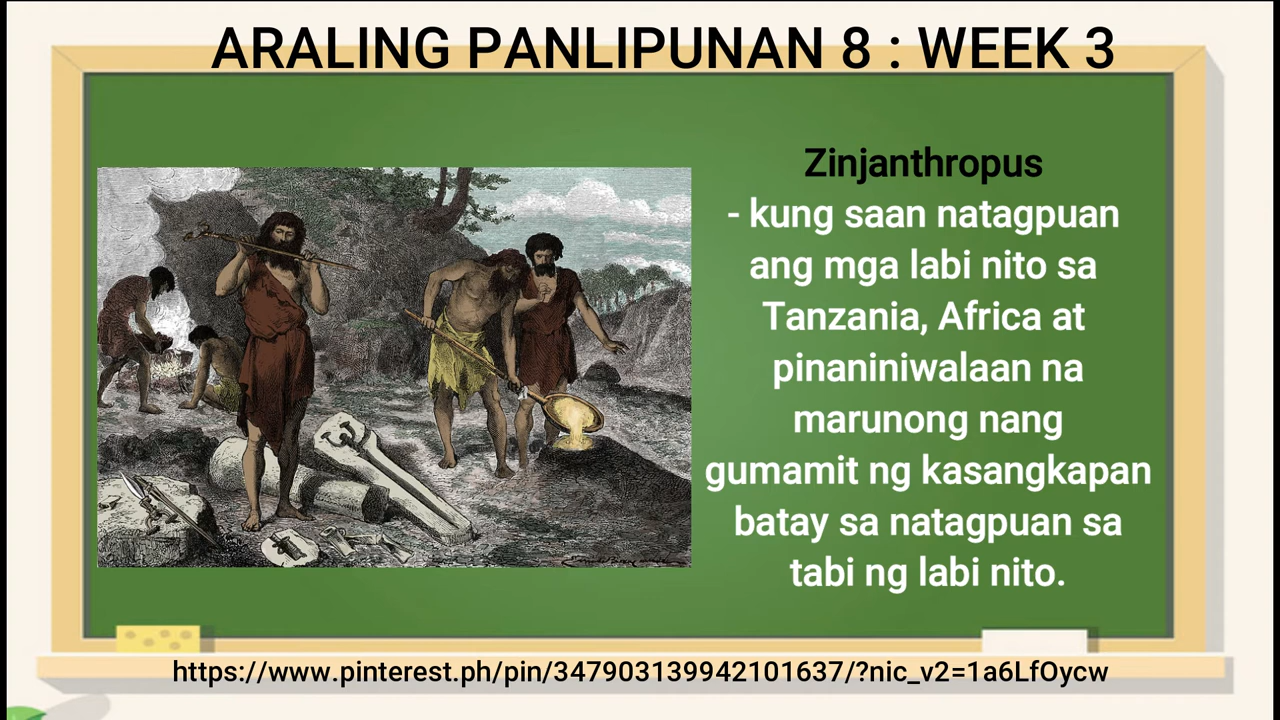 ARALING PANLIPUNAN 8 : WEEK 3
Zinjanthropus
- kung saan natagpuan
ang mga labi nito sa
Tanzania, Africa at
pinaniniwalaan na
marunong nang
gumamit ng kasangkapan
batay sa natagpuan sa
tabi ng labi nito.
https://www.pinterest.ph/pin/347903139942101637/?nic_v2=1a6LfOycw